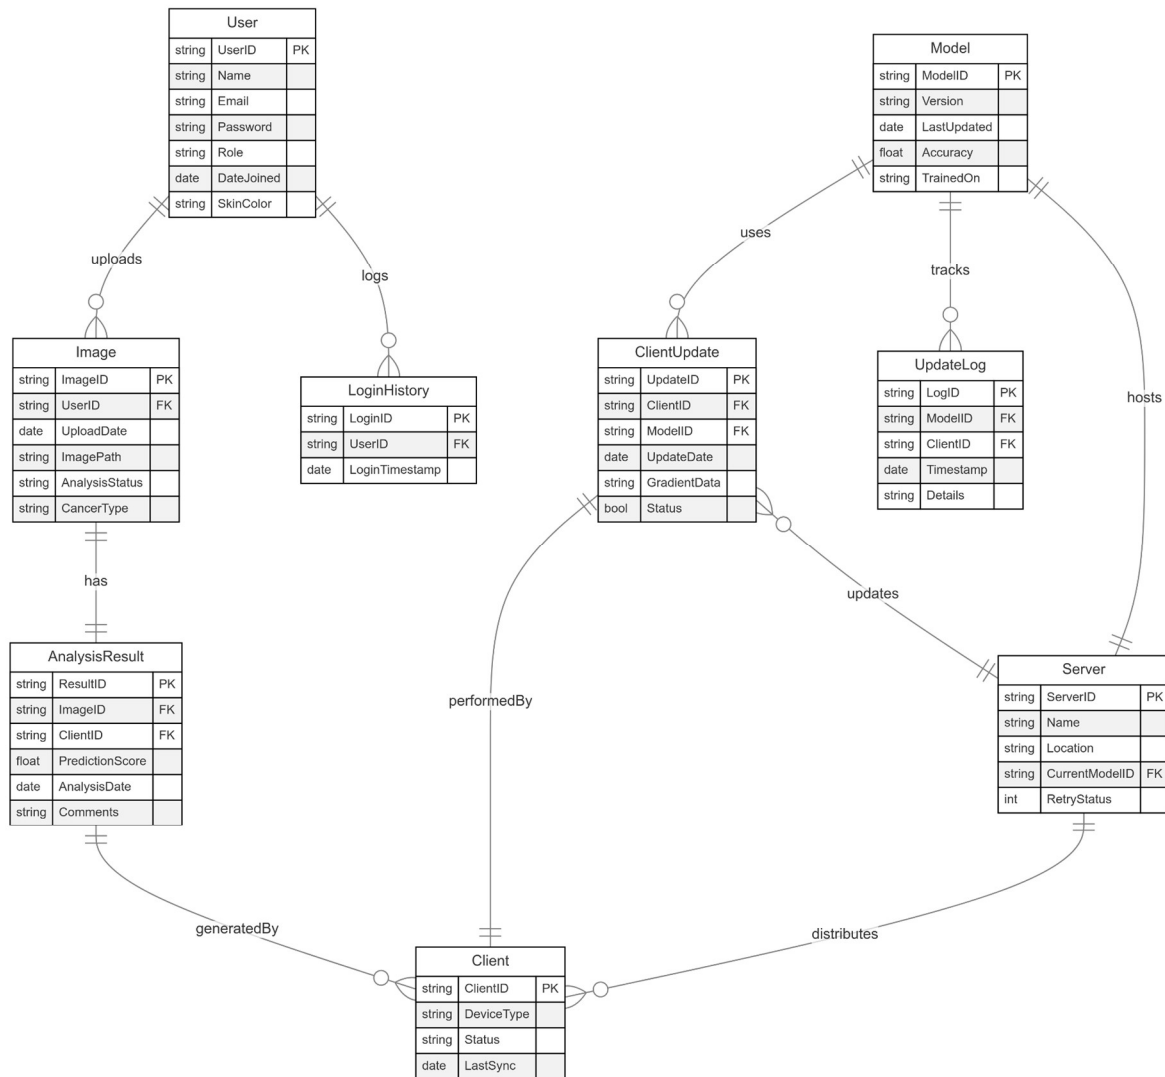 User
string UserID PK
string Name
string Email
string Password
string Role
date DateJoined
string SkinColor
Model
string ModelID PK
string Version
date LastUpdated
float Accuracy
string TrainedOn
uploads
logs
uses
tracks
hosts
Image
string ImageID PK
string UserID FK
date UploadDate
string ImagePath
string AnalysisStatus
string CancerType
LoginHistory
string LoginID PK
string UserID FK
date LoginTimestamp
ClientUpdate
string UpdateID PK
string ClientID FK
string ModelID FK
date UpdateDate
string GradientData
bool Status
UpdateLog
string LogID PK
string ModelID FK
string ClientID FK
date Timestamp
string Details
has
updates
performedBy
AnalysisResult
string ResultID PK
string ImageID FK
string ClientID FK
float PredictionScore
date AnalysisDate
string Comments
Server
string ServerID PK
string Name
string Location
string CurrentModelID FK
int RetryStatus
generatedBy
distributes
Client
string ClientID PK
string DeviceType
string Status
date LastSync